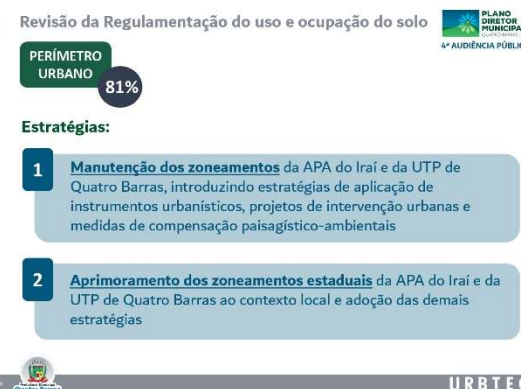 Revisão da Regulamentação do uso e ocupação do solo
PLANO
DIRETOR
MUNICIPA
4ª AUDIÊNCIA PÚBLI
PERÍMETRO
URBANO
81%
Estratégias:
1
Manutenção dos zoneamentos da APA do Iraí e da UTP de
Quatro Barras, introduzindo estratégias de aplicação de
instrumentos urbanísticos, projetos de intervenção urbanas e
medidas de compensação paisagístico-ambientais
2
Aprimoramento dos zoneamentos estaduais da APA do Iraí e da
UTP de Quatro Barras ao contexto local e adoção das demais
estratégias
URBTE